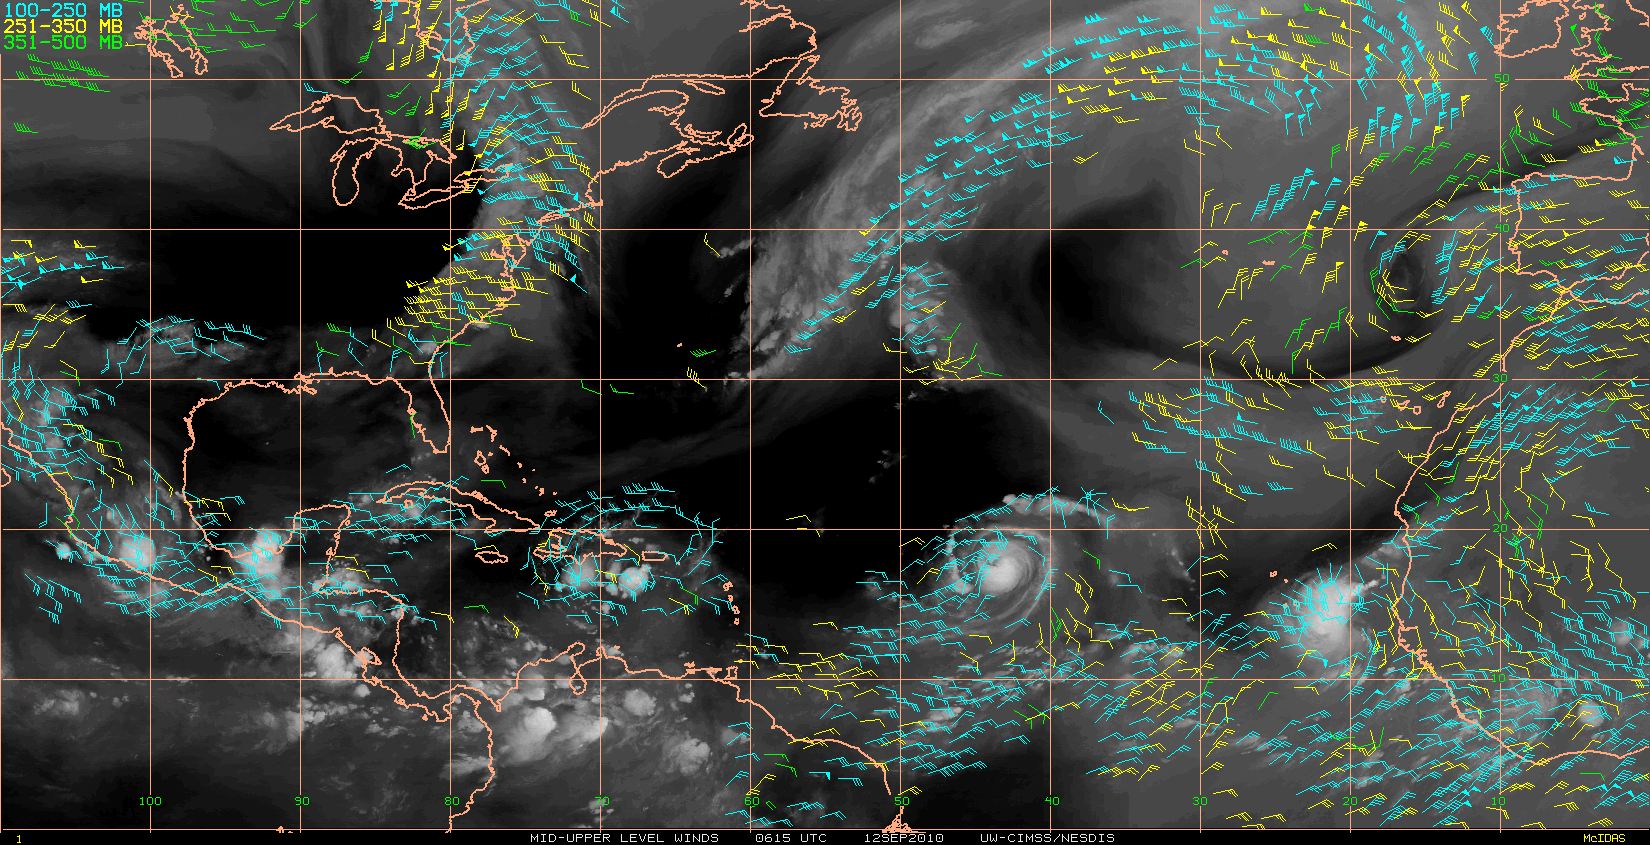 100-250 MB
251-350 MB
351-500 MB
50
40
30
20
10
100 90 80 70 60 50 40 30 20 10
1 MID-UPPER LEVEL WINDS 0615 UTC 12SEP2010 UW-CIMSS/NESDIS McIDAS